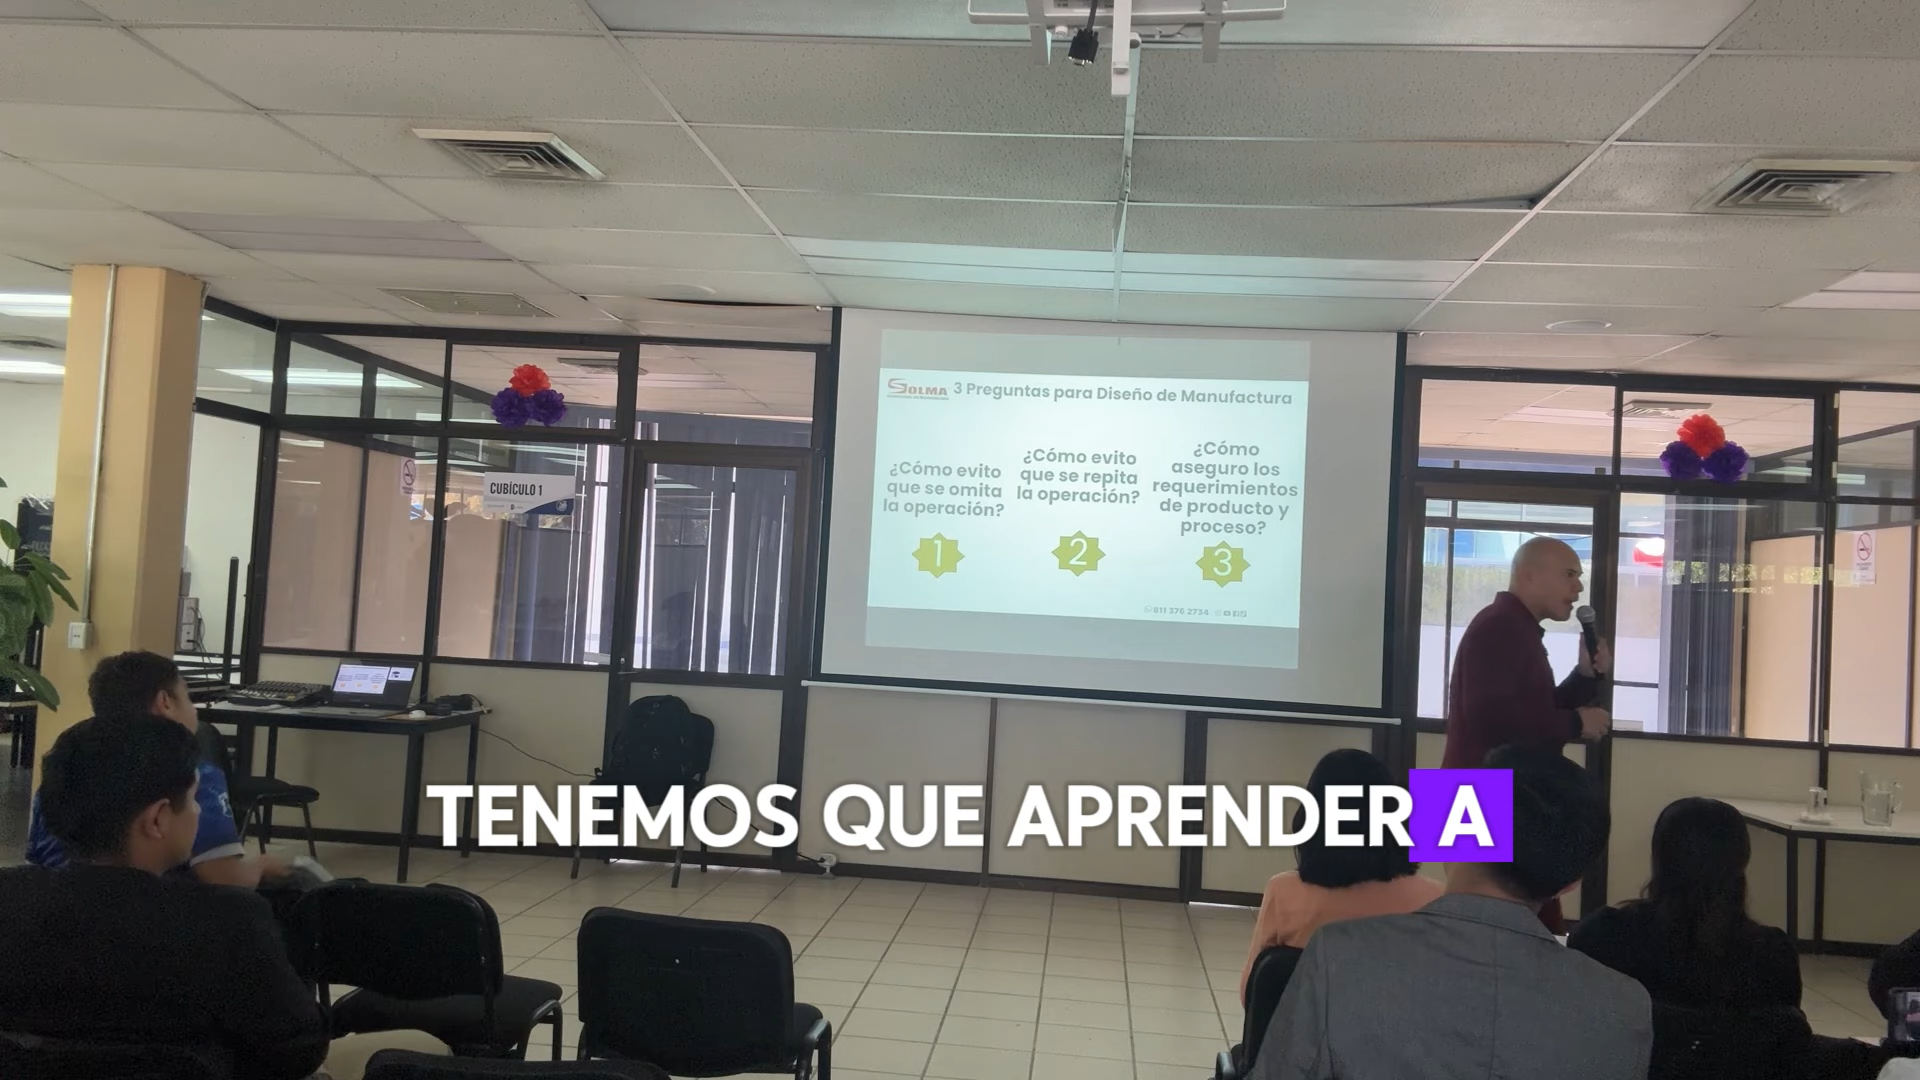 SOLMA 3 Preguntas para Diseño de Manufactura
¿Cómo evito
que se omita
la operación?
1
¿Cómo evito
que se repita
la operación?
2
¿Cómo
aseguro los
requerimientos
de producto y
proceso?
3
811 376 2734
CUBÍCULO 1
TENEMOS QUE APRENDER A